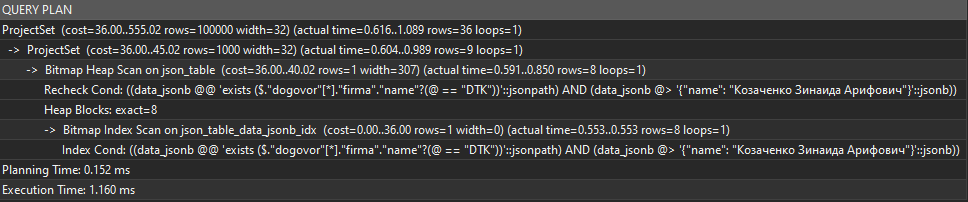 QUERY PLAN
ProjectSet (cost=36.00..555.02 rows=100000 width=32) (actual time=0.616..1.089 rows=36 loops=1)
-> ProjectSet (cost=36.00..45.02 rows=1000 width=32) (actual time=0.604..0.989 rows=9 loops=1)
-> Bitmap Heap Scan on json_table (cost=36.00..40.02 rows=1 width=307) (actual time=0.591..0.850 rows=8 loops=1)
Recheck Cond: ((data_jsonb @@ 'exists ($."dogovor"[*]."firma"."name"?(@ == "DTK"))'::jsonpath) AND (data_jsonb @> '{"name": "Козаченко Зинаида Арифович"}'::jsonb))
Heap Blocks: exact=8
-> Bitmap Index Scan on json_table_data_jsonb_idx (cost=0.00..36.00 rows=1 width=0) (actual time=0.553..0.553 rows=8 loops=1)
Index Cond: ((data_jsonb @@ 'exists ($."dogovor"[*]."firma"."name"?(@ == "DTK"))'::jsonpath) AND (data_jsonb @> '{"name": "Козаченко Зинаида Арифович"}'::jsonb))
Planning Time: 0.152 ms
Execution Time: 1.160 ms